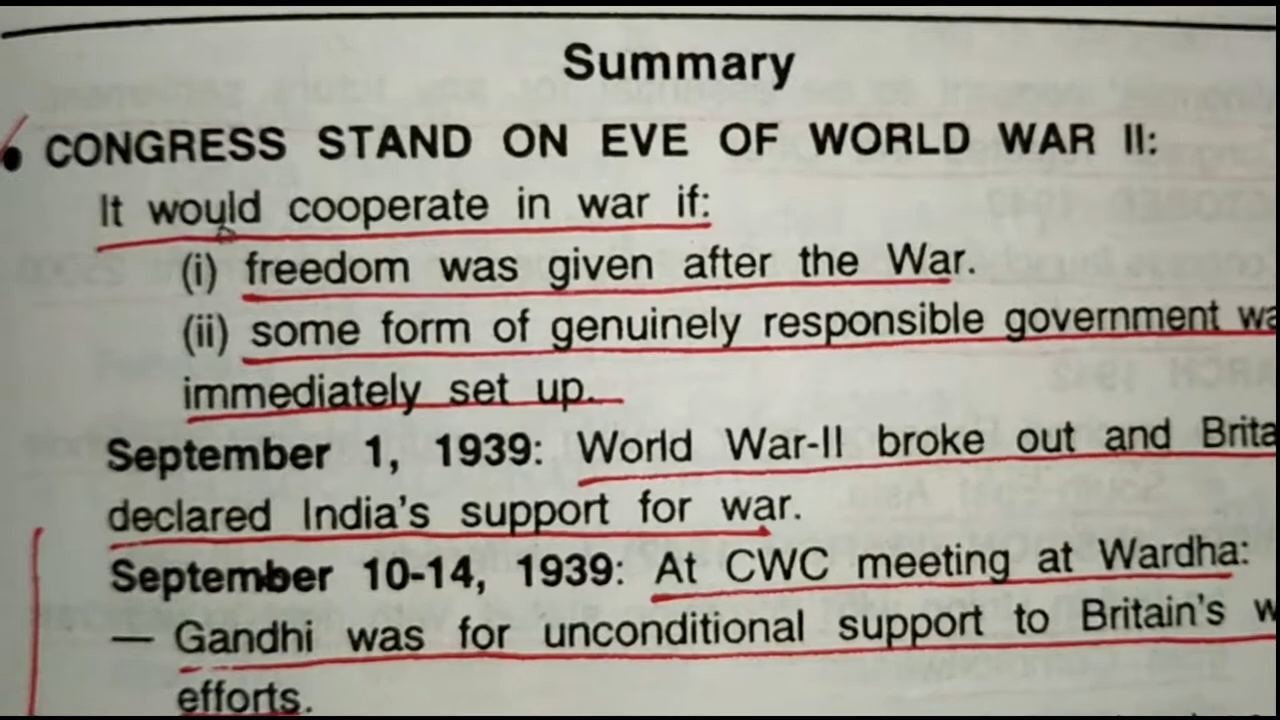 Summary
CONGRESS STAND ON EVE OF WORLD WAR II:
It would cooperate in war if:
(i) freedom was given after the War.
(ii) some form of genuinely responsible government
immediately set up.
September 1, 1939: World War-II broke out and
declared India's support for war.
September 10-14, 1939: At CWC meeting at Wardha:
— Gandhi was for unconditional support to Britain's
efforts.